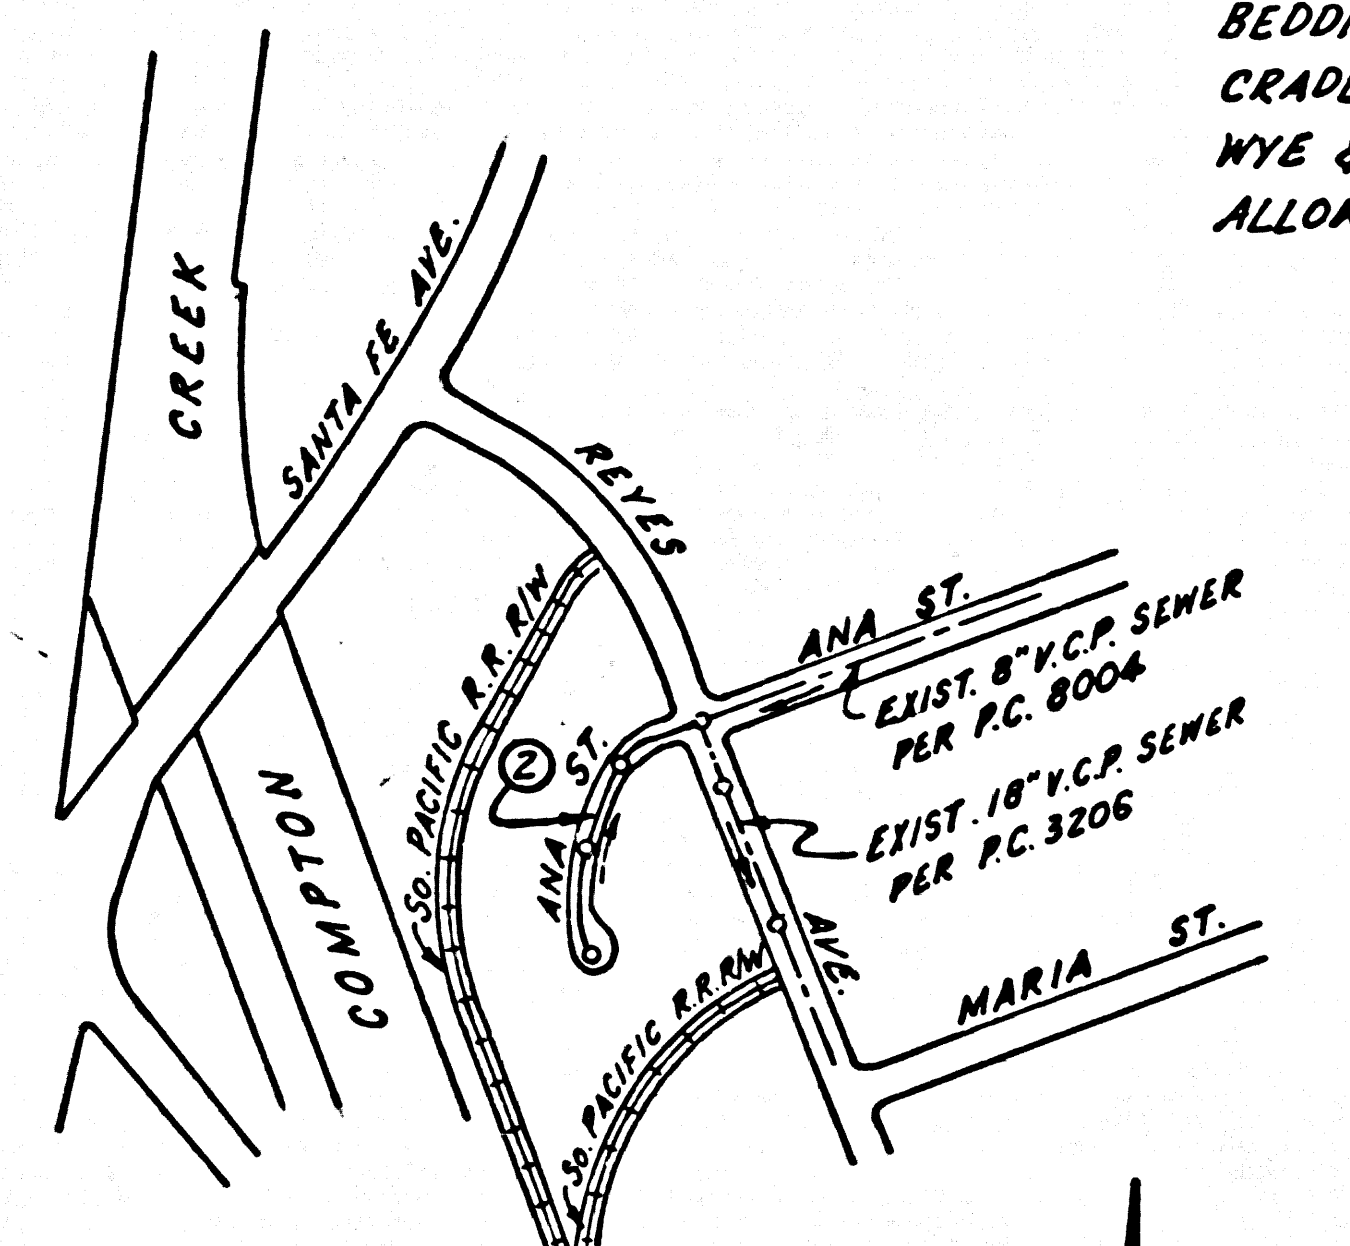 BEDDI
CRADL
WYE &
ALLOW
CREEK
SANTA FE AVE.
REYES
ANA ST.
EXIST. 8" V.C.P. SEWER
PER P.C. 8004
So. PACIFIC R.R. R/W
2
ANA ST.
EXIST. 18" V.C.P. SEWER
PER P.C. 3206
COMPTON
AVE.
MARIA ST.
So. PACIFIC R.R. R/W